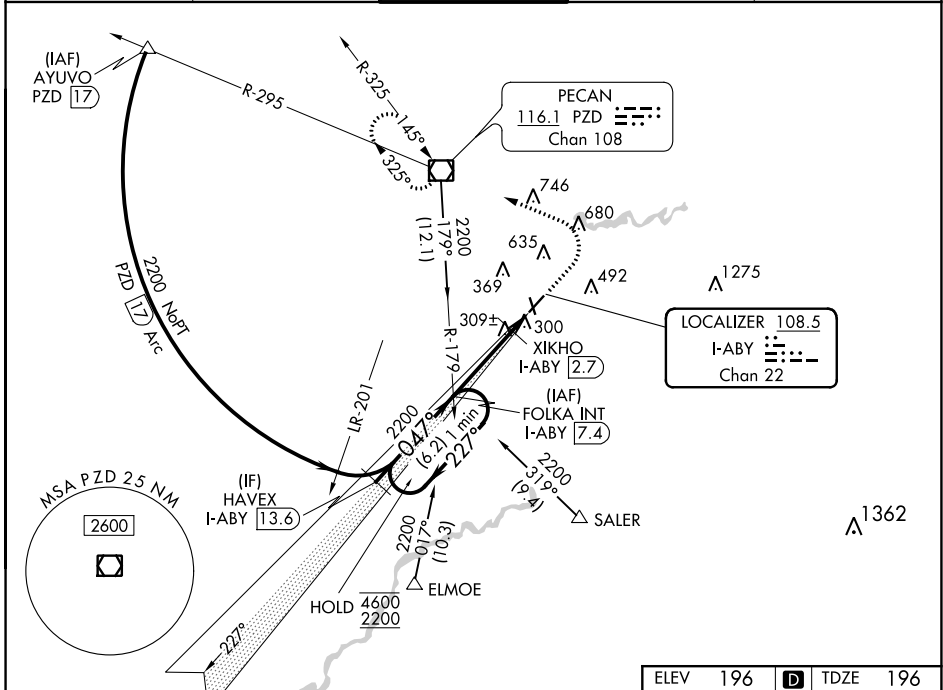 (IAF)
AYUVO
PZD 17
R-295
R-325
145°
325°
PECAN
116.1 PZD
Chan 108
2200
179°
(12.1)
R-179
746
680
635
369
492
1275
309±
300
XIKHO
I-ABY 2.7
LOCALIZER 108.5
I-ABY
Chan 22
2200 NoPT
PZD 17 Arc
LR-201
(IAF)
FOLKA INT
I-ABY 7.4
2200
047°
(6.2) 1 min
227°
(IF)
HAVEX
I-ABY 13.6
2200
319°
(9.4)
SALER
MSA PZD 25 NM
2600
2200
017°
(10.3)
ELMOE
1362
HOLD 4600
2200
227°
ELEV 196 D TDZE 196